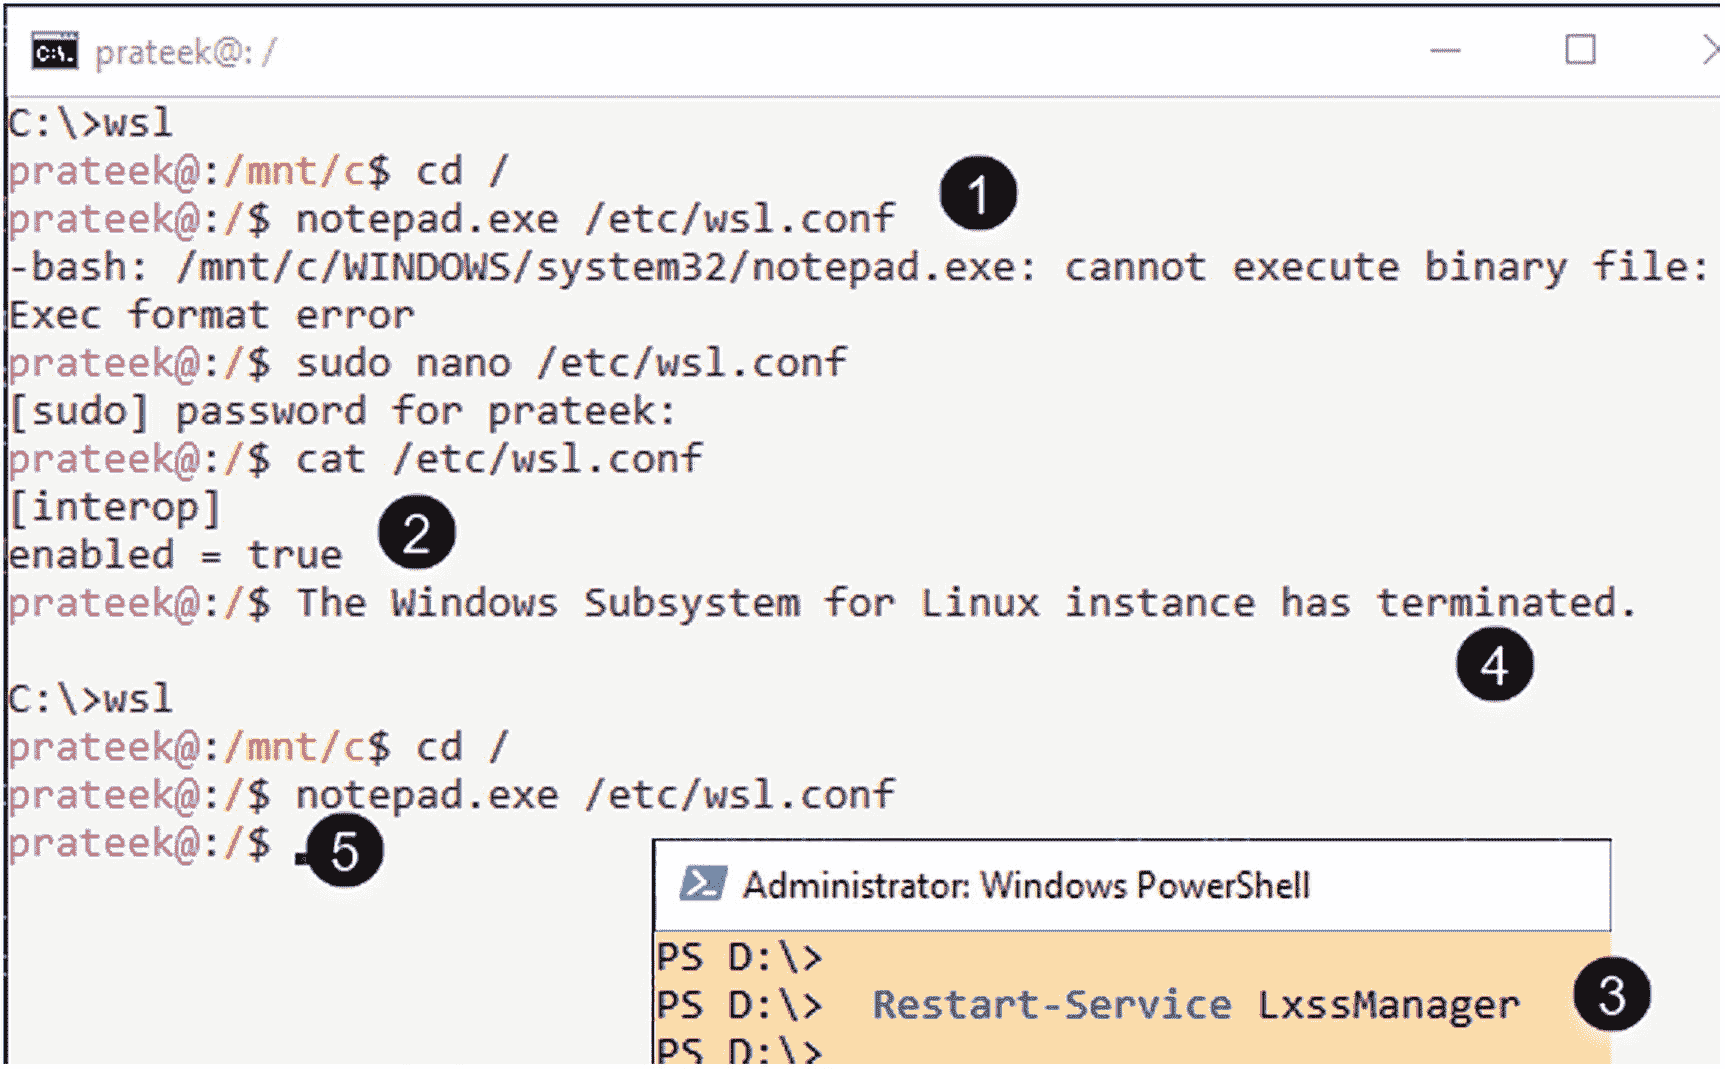 C:\. prateek@: /
C:\>wsl
prateek@:/mnt/c$ cd /
1
prateek@:/$ notepad.exe /etc/wsl.conf
-bash: /mnt/c/WINDOWS/system32/notepad.exe: cannot execute binary file:
Exec format error
prateek@:/$ sudo nano /etc/wsl.conf
[sudo] password for prateek:
prateek@:/$ cat /etc/wsl.conf
[interop]
2
enabled = true
prateek@:/$ The Windows Subsystem for Linux instance has terminated.
4
C:\>wsl
prateek@:/mnt/c$ cd /
prateek@:/$ notepad.exe /etc/wsl.conf
prateek@:/$ _
5
Administrator: Windows PowerShell
PS D:\>
PS D:\>  Restart-Service LxssManager
3
PS D:\>